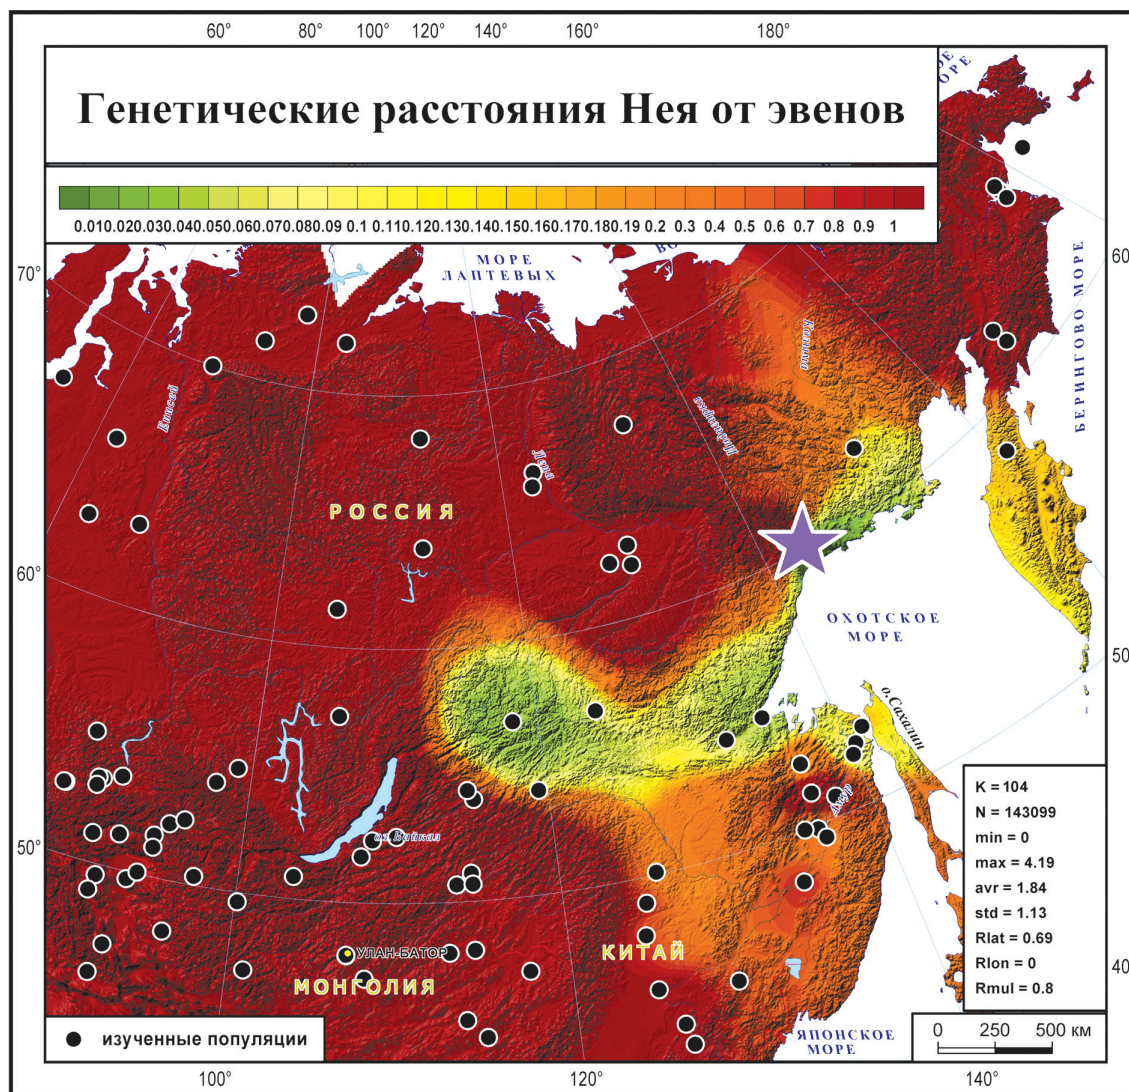 60° 80° 100° 120° 140° 160° 180°
Генетические расстояния Нея от эвенов
0.01 0.02 0.03 0.04 0.05 0.06 0.07 0.08 0.09 0.1 0.11 0.12 0.13 0.14 0.15 0.16 0.17 0.18 0.19 0.2 0.3 0.4 0.5 0.6 0.7 0.8 0.9 1
70°
МОРЕ
ЛАПТЕВЫХ
60°
БЕРИНГОВО МОРЕ
Колыма
Индигирка
Енисей
Лена
РОССИЯ
60°
ОХОТСКОЕ
МОРЕ
50°
о.Сахалин
Амур
50°
оз. Байкал
УЛАН-БАТОР
МОНГОЛИЯ
КИТАЙ
K = 104
N = 143099
min = 0
max = 4.19
avr = 1.84
std = 1.13
Rlat = 0.69
Rlon = 0
Rmul = 0.8
40°
изученные популяции
ЯПОНСКОЕ
МОРЕ
0 250 500 км
100° 120° 140°